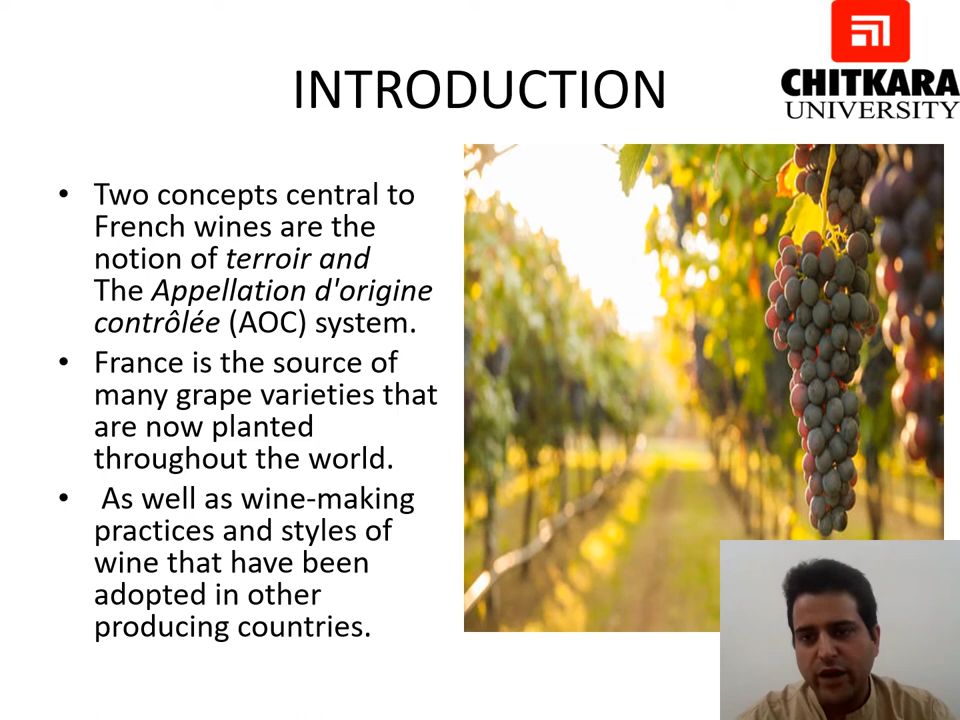 CHITKARA
UNIVERSITY
INTRODUCTION
• Two concepts central to
French wines are the
notion of terroir and
The Appellation d'origine
contrôlée (AOC) system.
• France is the source of
many grape varieties that
are now planted
throughout the world.
• As well as wine-making
practices and styles of
wine that have been
adopted in other
producing countries.